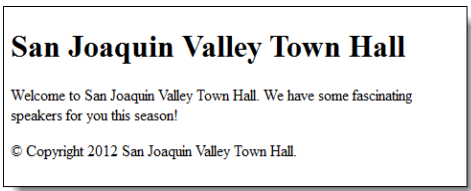 San Joaquin Valley Town Hall
Welcome to San Joaquin Valley Town Hall. We have some fascinating
speakers for you this season!
© Copyright 2012 San Joaquin Valley Town Hall.